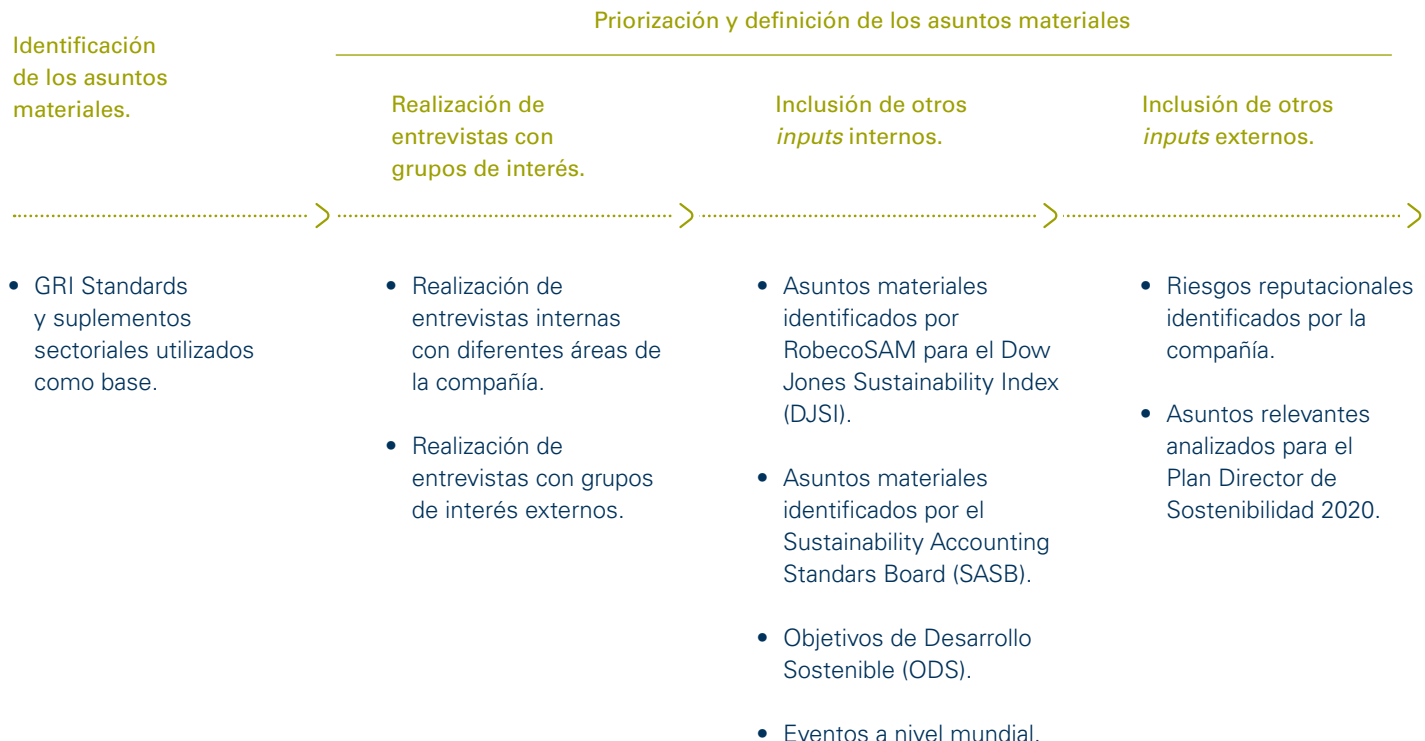 Identificación
de los asuntos
materiales.
Priorización y definición de los asuntos materiales
Realización de
entrevistas con
grupos de interés.
Inclusión de otros
inputs internos.
Inclusión de otros
inputs externos.
• GRI Standards
y suplementos
sectoriales utilizados
como base.
• Realización de
entrevistas internas
con diferentes áreas de
la compañía.
• Realización de
entrevistas con grupos
de interés externos.
• Asuntos materiales
identificados por
RobecoSAM para el Dow
Jones Sustainability Index
(DJSI).
• Asuntos materiales
identificados por el
Sustainability Accounting
Standars Board (SASB).
• Objetivos de Desarrollo
Sostenible (ODS).
• Eventos a nivel mundial.
• Riesgos reputacionales
identificados por la
compañía.
• Asuntos relevantes
analizados para el
Plan Director de
Sostenibilidad 2020.